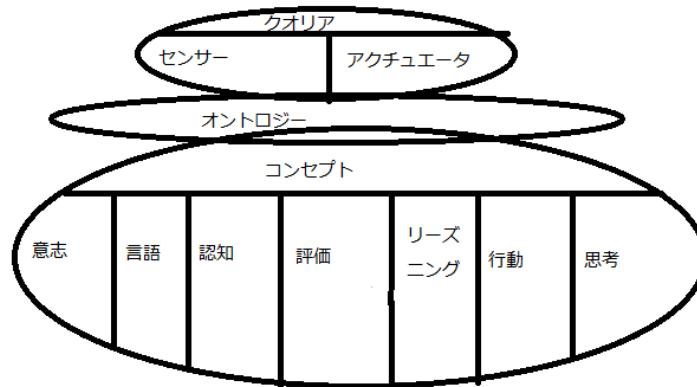 クオリア
センサー
アクチュエータ
オントロジー
コンセプト
意志
言語
認知
評価
リーズ
ニング
行動
思考